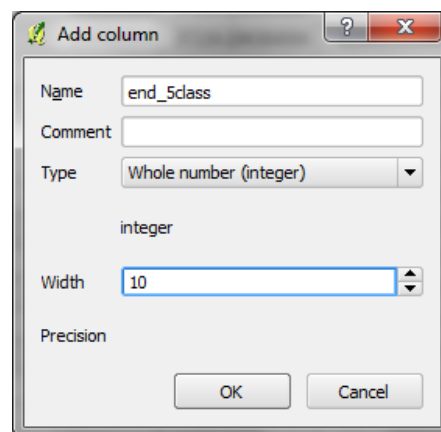 Add column
?
X
Name end_5class
Comment
Type Whole number (integer)
integer
Width 10
Precision
OK Cancel